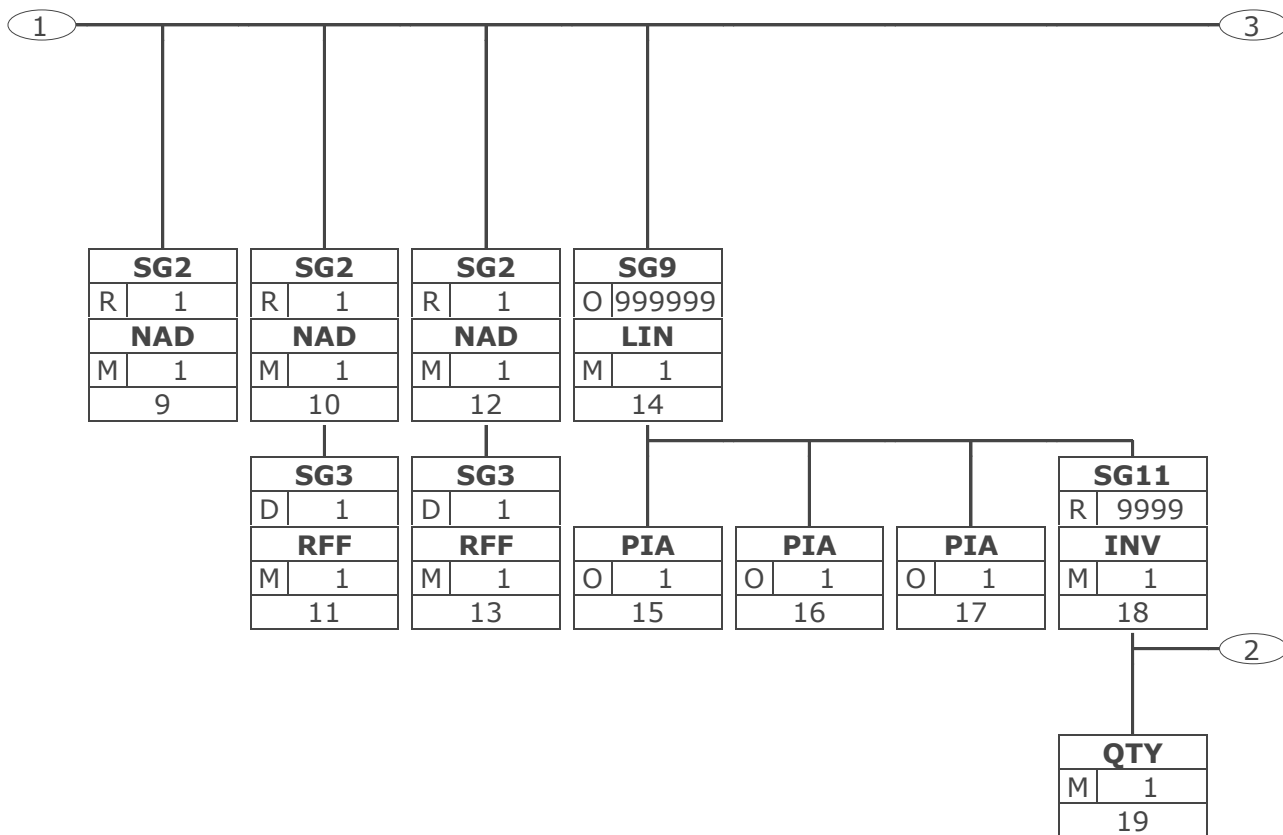 1 3
SG2 SG2 SG2 SG9
R 1 R 1 R 1 O 999999
NAD NAD NAD LIN
M 1 M 1 M 1 M 1
9 10 12 14
SG3 SG3 SG11
D 1 D 1 R 9999
RFF RFF PIA PIA PIA INV
M 1 M 1 O 1 O 1 O 1 M 1
11 13 15 16 17 18
2
QTY
M 1
19